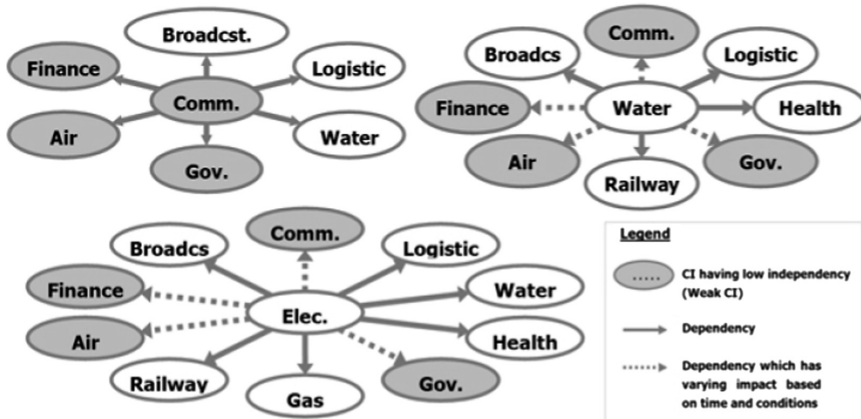 Broadcst.
Finance
Logistic
Comm.
Air
Water
Gov.
Comm.
Broadcs
Logistic
Finance
Water
Health
Air
Gov.
Railway
Comm.
Broadcs
Logistic
Finance
Water
Elec.
Air
Health
Railway
Gas
Gov.
Legend
CI having low independency
(Weak CI)
Dependency
Dependency which has
varying impact based
on time and conditions